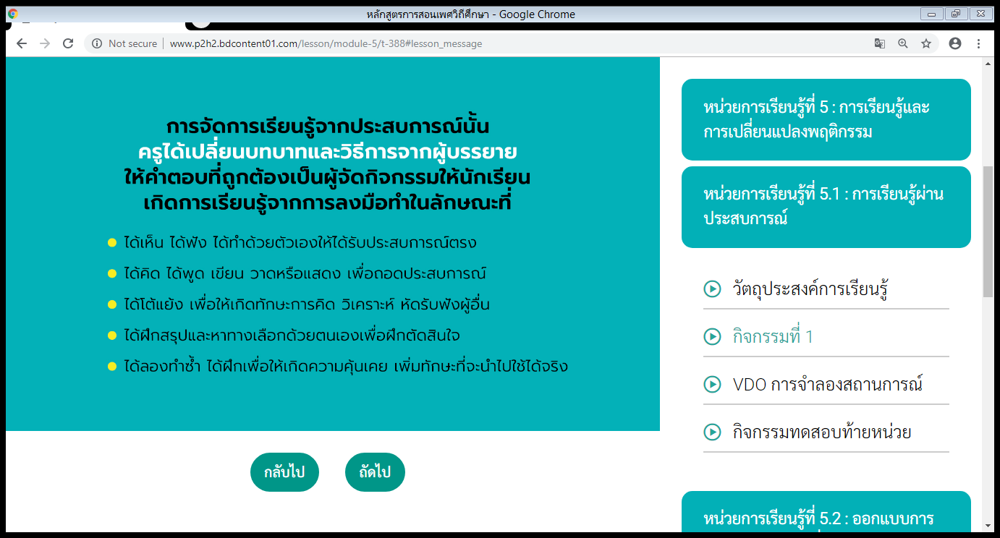 หลักสูตรการสอนเพศวิถีศึกษา - Google Chrome
Not secure | www.p2h2.bdcontent01.com/lesson/module-5/t-388#lesson_message
การจัดการเรียนรู้จากประสบการณ์นั้น
ครูได้เปลี่ยนบทบาทและวิธีการจากผู้บรรยาย
ให้คำตอบที่ถูกต้องเป็นผู้จัดกิจกรรมให้นักเรียน
เกิดการเรียนรู้จากการลงมือทำในลักษณะที่
ได้เห็น ได้ฟัง ได้ทำด้วยตัวเองให้ได้รับประสบการณ์ตรง
ได้คิด ได้พูด เขียน วาดหรือแสดง เพื่อถอดประสบการณ์
ได้โต้แย้ง เพื่อให้เกิดทักษะการคิด วิเคราะห์ หัดรับฟังผู้อื่น
ได้ฝึกสรุปและหาทางเลือกด้วยตนเองเพื่อฝึกตัดสินใจ
ได้ลองทำซ้ำ ได้ฝึกเพื่อให้เกิดความคุ้นเคย เพิ่มทักษะที่จะนำไปใช้ได้จริง
กลับไป ถัดไป
หน่วยการเรียนรู้ที่ 5 : การเรียนรู้และ
การเปลี่ยนแปลงพฤติกรรม
หน่วยการเรียนรู้ที่ 5.1 : การเรียนรู้ผ่าน
ประสบการณ์
วัตถุประสงค์การเรียนรู้
กิจกรรมที่ 1
VDO การจำลองสถานการณ์
กิจกรรมทดสอบท้ายหน่วย
หน่วยการเรียนรู้ที่ 5.2 : ออกแบบการ